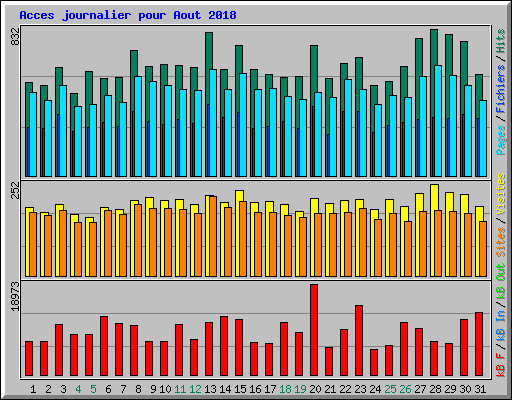 Acces journalier pour Aout 2018
832
Pages / Fichiers / Hits
252
Sites / Visites
18973
kB F / kB In / kB Out
1 2 3 4 5 6 7 8 9 10 11 12 13 14 15 16 17 18 19 20 21 22 23 24 25 26 27 28 29 30 31